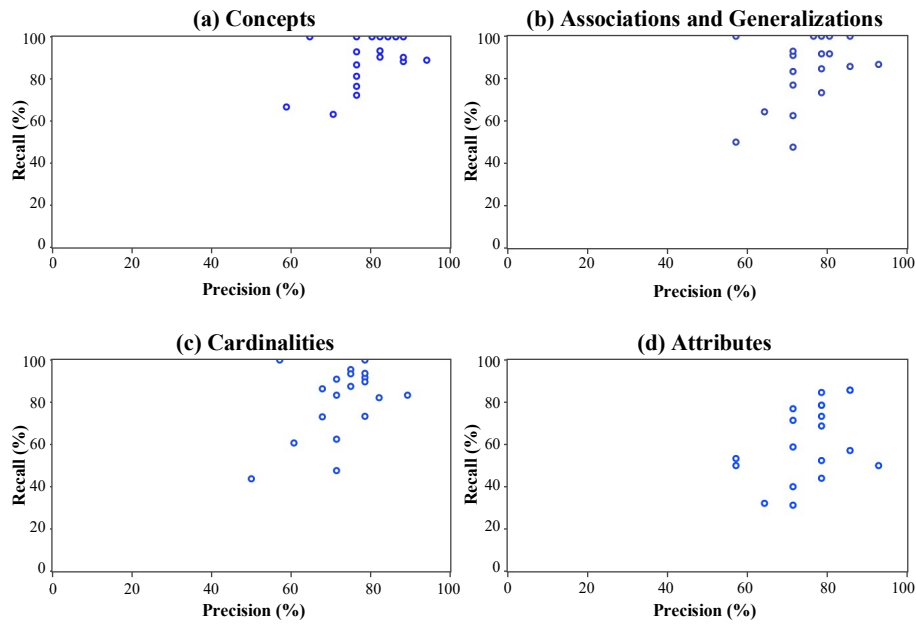 (a) Concepts
100
80
60
40
20
0
Recall (%)
0 20 40 60 80 100
Precision (%)
(b) Associations and Generalizations
100
80
60
40
20
0
Recall (%)
0 20 40 60 80 100
Precision (%)
(c) Cardinalities
100
80
60
40
20
0
Recall (%)
0 20 40 60 80 100
Precision (%)
(d) Attributes
100
80
60
40
20
0
Recall (%)
0 20 40 60 80 100
Precision (%)